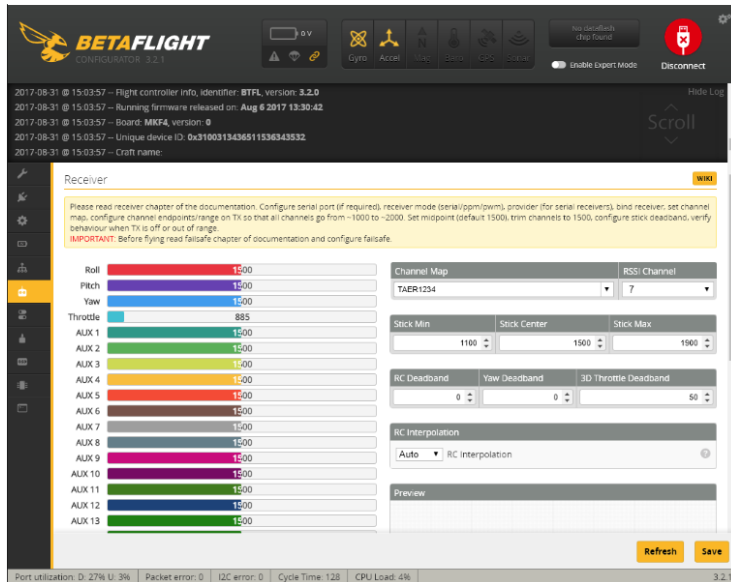 BETAFLIGHT
CONFIGURATOR 3.2.1
0 V
Gyro Accel Mag Baro GPS Sonar
No dataflash
chip found
Enable Expert Mode
Disconnect
2017-08-31 @ 15:03:57 -- Flight controller info, identifier: BTFL, version: 3.2.0
Hide Log
2017-08-31 @ 15:03:57 -- Running firmware released on: Aug 6 2017 13:30:42
2017-08-31 @ 15:03:57 -- Board: MKF4, version: 0
2017-08-31 @ 15:03:57 -- Unique device ID: 0x3100313436511536343532
2017-08-31 @ 15:03:57 -- Craft name:
Scroll
Receiver
WIKI
Please read receiver chapter of the documentation. Configure serial port (if required), receiver mode (serial/ppm/pwm), provider (for serial receivers), bind receiver, set channel
map, configure channel endpoints/range on TX so that all channels go from ~1000 to ~2000. Set midpoint (default 1500), trim channels to 1500, configure stick deadband, verify
behaviour when TX is off or out of range.
IMPORTANT: Before flying read failsafe chapter of documentation and configure failsafe.
Roll 1500
Pitch 1500
Yaw 1500
Throttle 885
AUX 1 1500
AUX 2 1500
AUX 3 1500
AUX 4 1500
AUX 5 1500
AUX 6 1500
AUX 7 1500
AUX 8 1500
AUX 9 1500
AUX 10 1500
AUX 11 1500
AUX 12 1500
AUX 13 1500
Channel Map RSSI Channel
TAER1234 7
Stick Min Stick Center Stick Max
1100 1500 1900
RC Deadband Yaw Deadband 3D Throttle Deadband
0 0 50
RC Interpolation
Auto RC Interpolation
Preview
Refresh Save
Port utilization: D: 27% U: 3% Packet error: 0 I2C error: 0 Cycle Time: 128 CPU Load: 4% 3.2.1